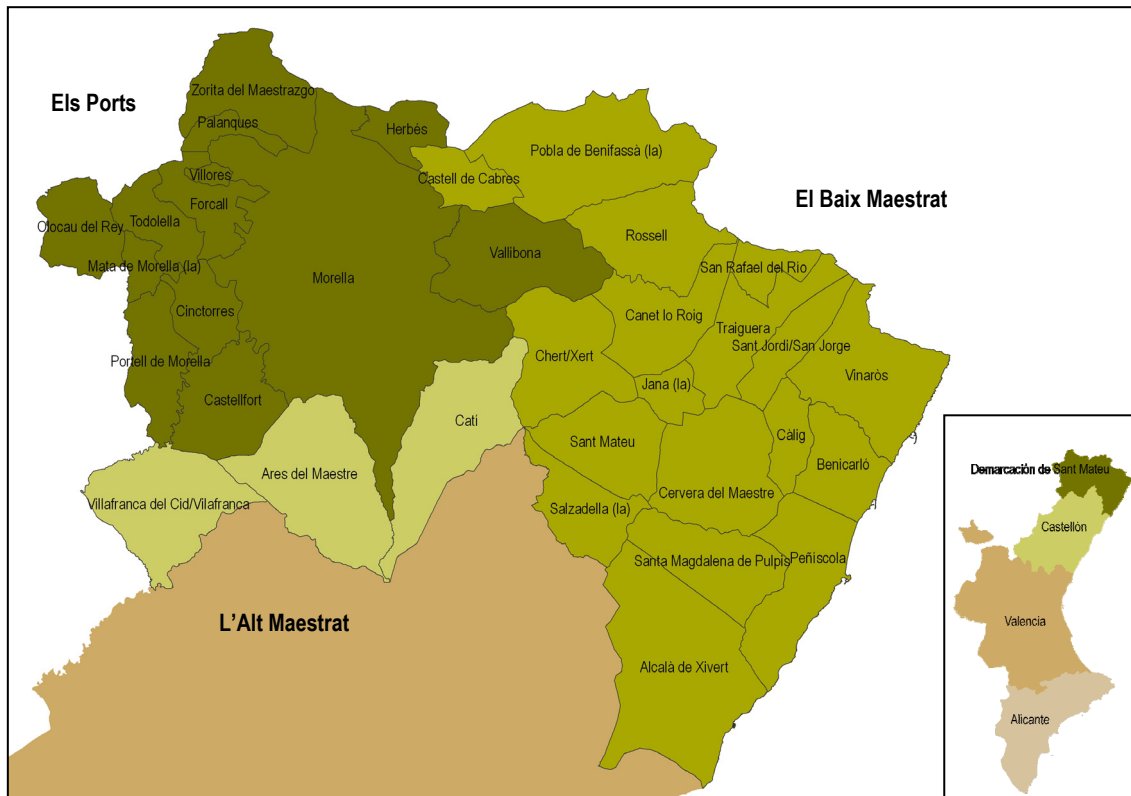 Els Ports
Zorita del Maestrazgo
Palanques
Herbés
Pobla de Benifassà (la)
Castell de Cabres
Villores
Forcall
El Baix Maestrat
Olocau del Rey
Todolella
Rossell
Vallibona
San Rafael del Río
Mata de Morella (la)
Morella
Cinctorres
Canet lo Roig
Traiguera
Sant Jordi/San Jorge
Chert/Xert
Portell de Morella
Vinaròs
Jana (la)
Castellfort
Catí
Sant Mateu
Càlig
Benicarló
Ares del Maestre
Cervera del Maestre
Villafranca del Cid/Vilafranca
Salzadella (la)
Santa Magdalena de Pulpis
Peñíscola
L'Alt Maestrat
Alcalà de Xivert
Demarcación de Sant Mateu
Castellón
Valencia
Alicante